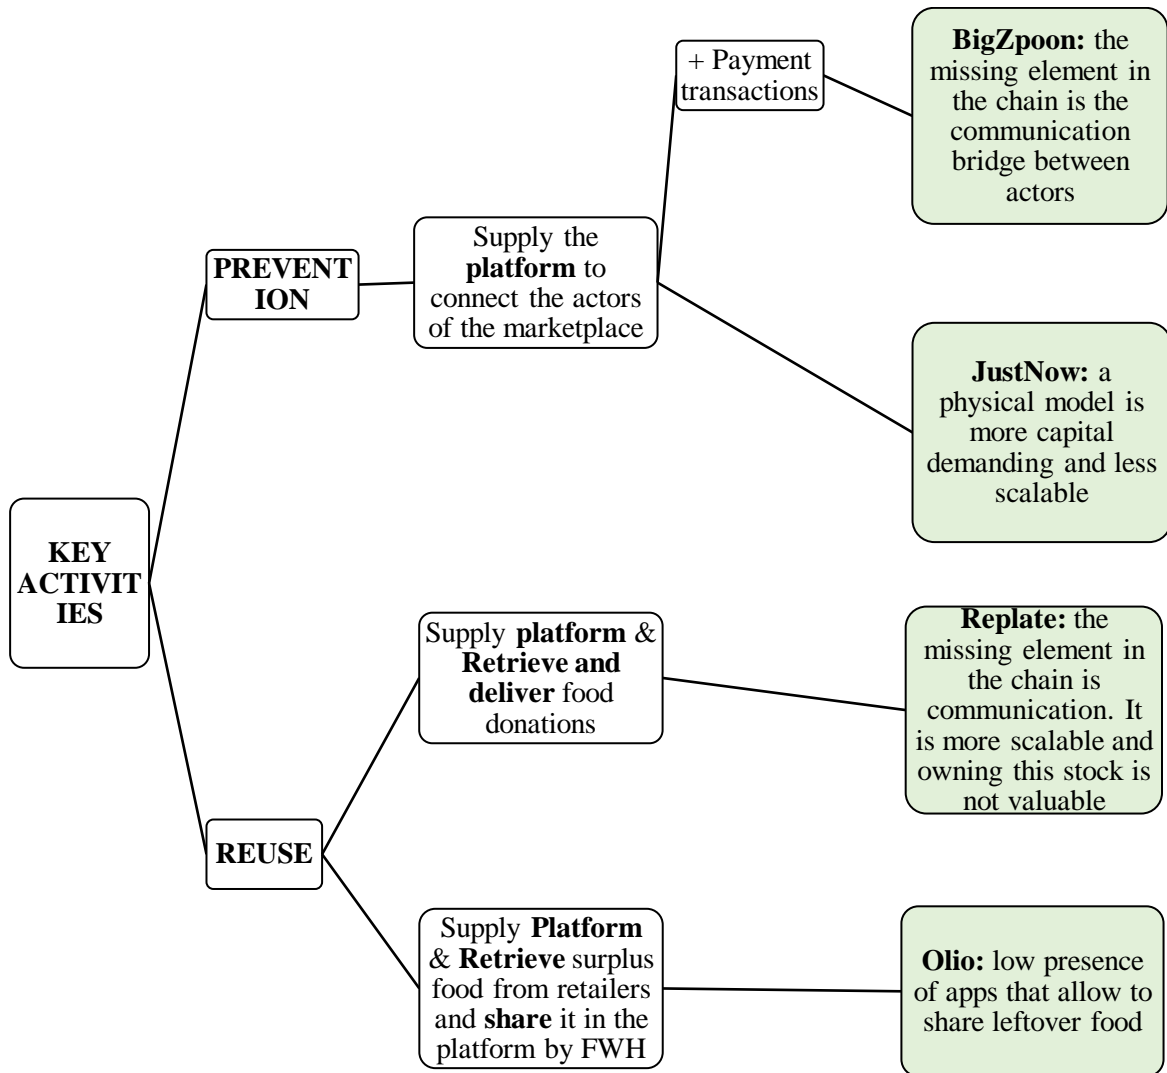 KEY
ACTIVIT
IES
PREVENT
ION
Supply the
platform to
connect the actors
of the marketplace
+ Payment
transactions
BigZpoon: the
missing element in
the chain is the
communication
bridge between
actors
JustNow: a
physical model is
more capital
demanding and less
scalable
REUSE
Supply platform &
Retrieve and
deliver food
donations
Replate: the
missing element in
the chain is
communication. It
is more scalable and
owning this stock is
not valuable
Supply Platform
& Retrieve surplus
food from retailers
and share it in the
platform by FWH
Olio: low presence
of apps that allow to
share leftover food